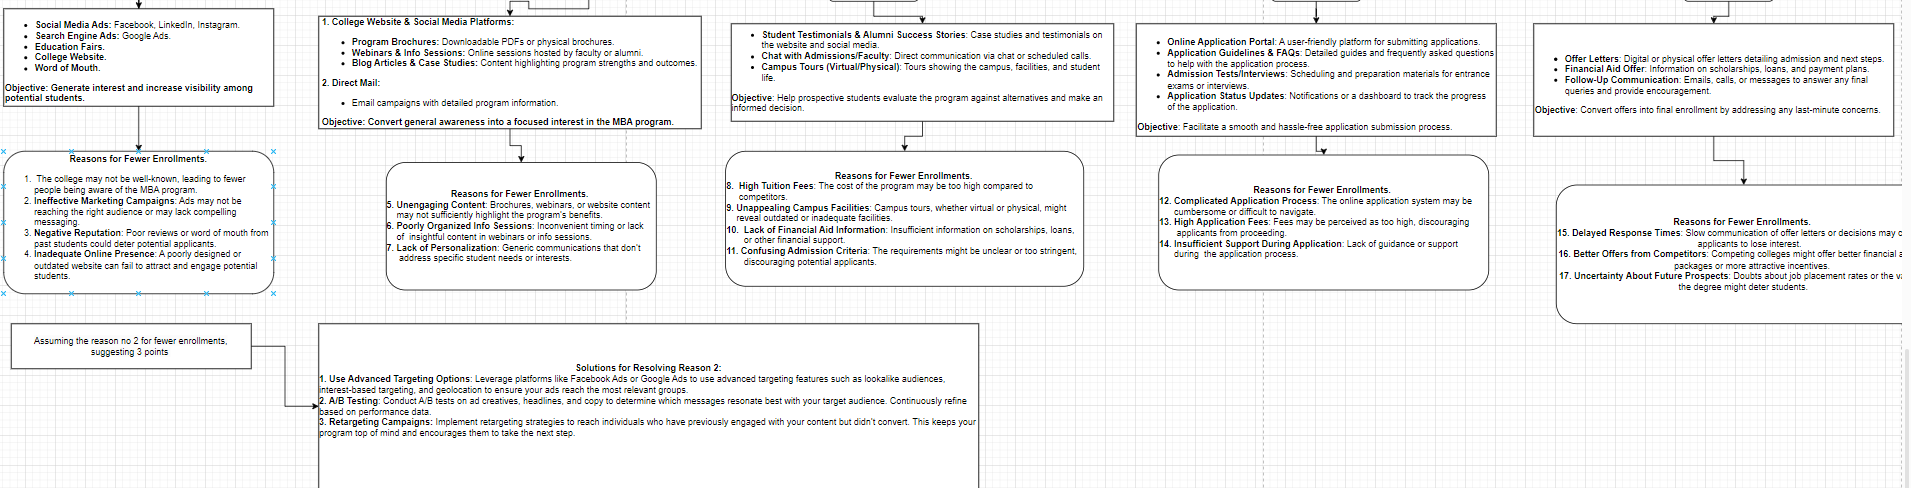 Social Media Ads: Facebook, LinkedIn, Instagram.
Search Engine Ads: Google Ads.
Education Fairs.
College Website.
Word of Mouth.
Objective: Generate interest and increase visibility among
potential students.
1. College Website & Social Media Platforms:
Program Brochures: Downloadable PDFs or physical brochures.
Webinars & Info Sessions: Online sessions hosted by faculty or alumni.
Blog Articles & Case Studies: Content highlighting program strengths and outcomes.
2. Direct Mail:
Email campaigns with detailed program information.
Objective: Convert general awareness into a focused interest in the MBA program.
Student Testimonials & Alumni Success Stories: Case studies and testimonials on
the website and social media.
Chat with Admissions/Faculty: Direct communication via chat or scheduled calls.
Campus Tours (Virtual/Physical): Tours showing the campus, facilities, and student
life.
Objective: Help prospective students evaluate the program against alternatives and make an
informed decision.
Online Application Portal: A user-friendly platform for submitting applications.
Application Guidelines & FAQs: Detailed guides and frequently asked questions
to help with the application process.
Admission Tests/Interviews: Scheduling and preparation materials for entrance
exams or interviews.
Application Status Updates: Notifications or a dashboard to track the progress
of the application.
Objective: Facilitate a smooth and hassle-free application submission process.
Offer Letters: Digital or physical offer letters detailing admission and next steps.
Financial Aid Offer: Information on scholarships, loans, and payment plans.
Follow-Up Communication: Emails, calls, or messages to answer any final
queries and provide encouragement.
Objective: Convert offers into final enrollment by addressing any last-minute concerns.
Reasons for Fewer Enrollments.
1. The college may not be well-known, leading to fewer
people being aware of the MBA program.
2. Ineffective Marketing Campaigns: Ads may not be
reaching the right audience or may lack compelling
messaging.
3. Negative Reputation: Poor reviews or word of mouth from
past students could deter potential applicants.
4. Inadequate Online Presence: A poorly designed or
outdated website can fail to attract and engage potential
students.
Reasons for Fewer Enrollments.
5. Unengaging Content: Brochures, webinars, or website content
may not sufficiently highlight the program's benefits.
6. Poorly Organized Info Sessions: Inconvenient timing or lack
of insightful content in webinars or info sessions.
7. Lack of Personalization: Generic communications that don't
address specific student needs or interests.
Reasons for Fewer Enrollments.
8. High Tuition Fees: The cost of the program may be too high compared to
competitors.
9. Unappealing Campus Facilities: Campus tours, whether virtual or physical, might
reveal outdated or inadequate facilities.
10. Lack of Financial Aid Information: Insufficient information on scholarships, loans,
or other financial support.
11. Confusing Admission Criteria: The requirements might be unclear or too stringent,
discouraging potential applicants.
Reasons for Fewer Enrollments.
12. Complicated Application Process: The online application system may be
cumbersome or difficult to navigate.
13. High Application Fees: Fees may be perceived as too high, discouraging
applicants from proceeding.
14. Insufficient Support During Application: Lack of guidance or support
during the application process.
Reasons for Fewer Enrollments.
15. Delayed Response Times: Slow communication of offer letters or decisions may
applicants to lose interest.
16. Better Offers from Competitors: Competing colleges might offer better financial
packages or more attractive incentives.
17. Uncertainty About Future Prospects: Doubts about job placement rates or the
the degree might deter students.
Assuming the reason no 2 for fewer enrollments,
suggesting 3 points
Solutions for Resolving Reason 2:
1. Use Advanced Targeting Options: Leverage platforms like Facebook Ads or Google Ads to use advanced targeting features such as lookalike audiences,
interest-based targeting, and geolocation to ensure your ads reach the most relevant groups.
2. A/B Testing: Conduct A/B tests on ad creatives, headlines, and copy to determine which messages resonate best with your target audience. Continuously refine
based on performance data.
3. Retargeting Campaigns: Implement retargeting strategies to reach individuals who have previously engaged with your content but didn't convert. This keeps your
program top of mind and encourages them to take the next step.